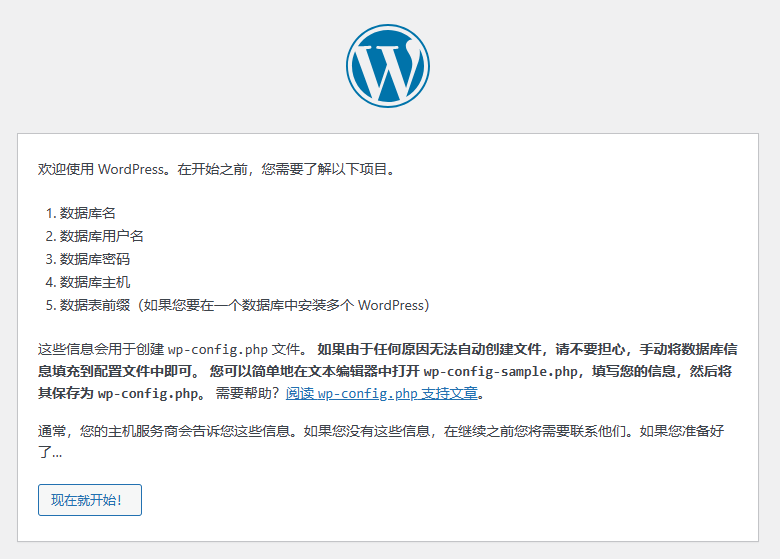 欢迎使用 WordPress。在开始之前，您需要了解以下项目。
1. 数据库名
2. 数据库用户名
3. 数据库密码
4. 数据库主机
5. 数据表前缀（如果您要在一个数据库中安装多个 WordPress）
这些信息会用于创建 wp-config.php 文件。 如果由于任何原因无法自动创建文件，请不要担心，手动将数据库信
息填充到配置文件中即可。 您可以简单地在文本编辑器中打开 wp-config-sample.php，填写您的信息，然后将
其保存为 wp-config.php。 需要帮助？阅读 wp-config.php 支持文章。
通常，您的主机服务商会告诉您这些信息。如果您没有这些信息，在继续之前您将需要联系他们。如果您准备好
了...
现在就开始！